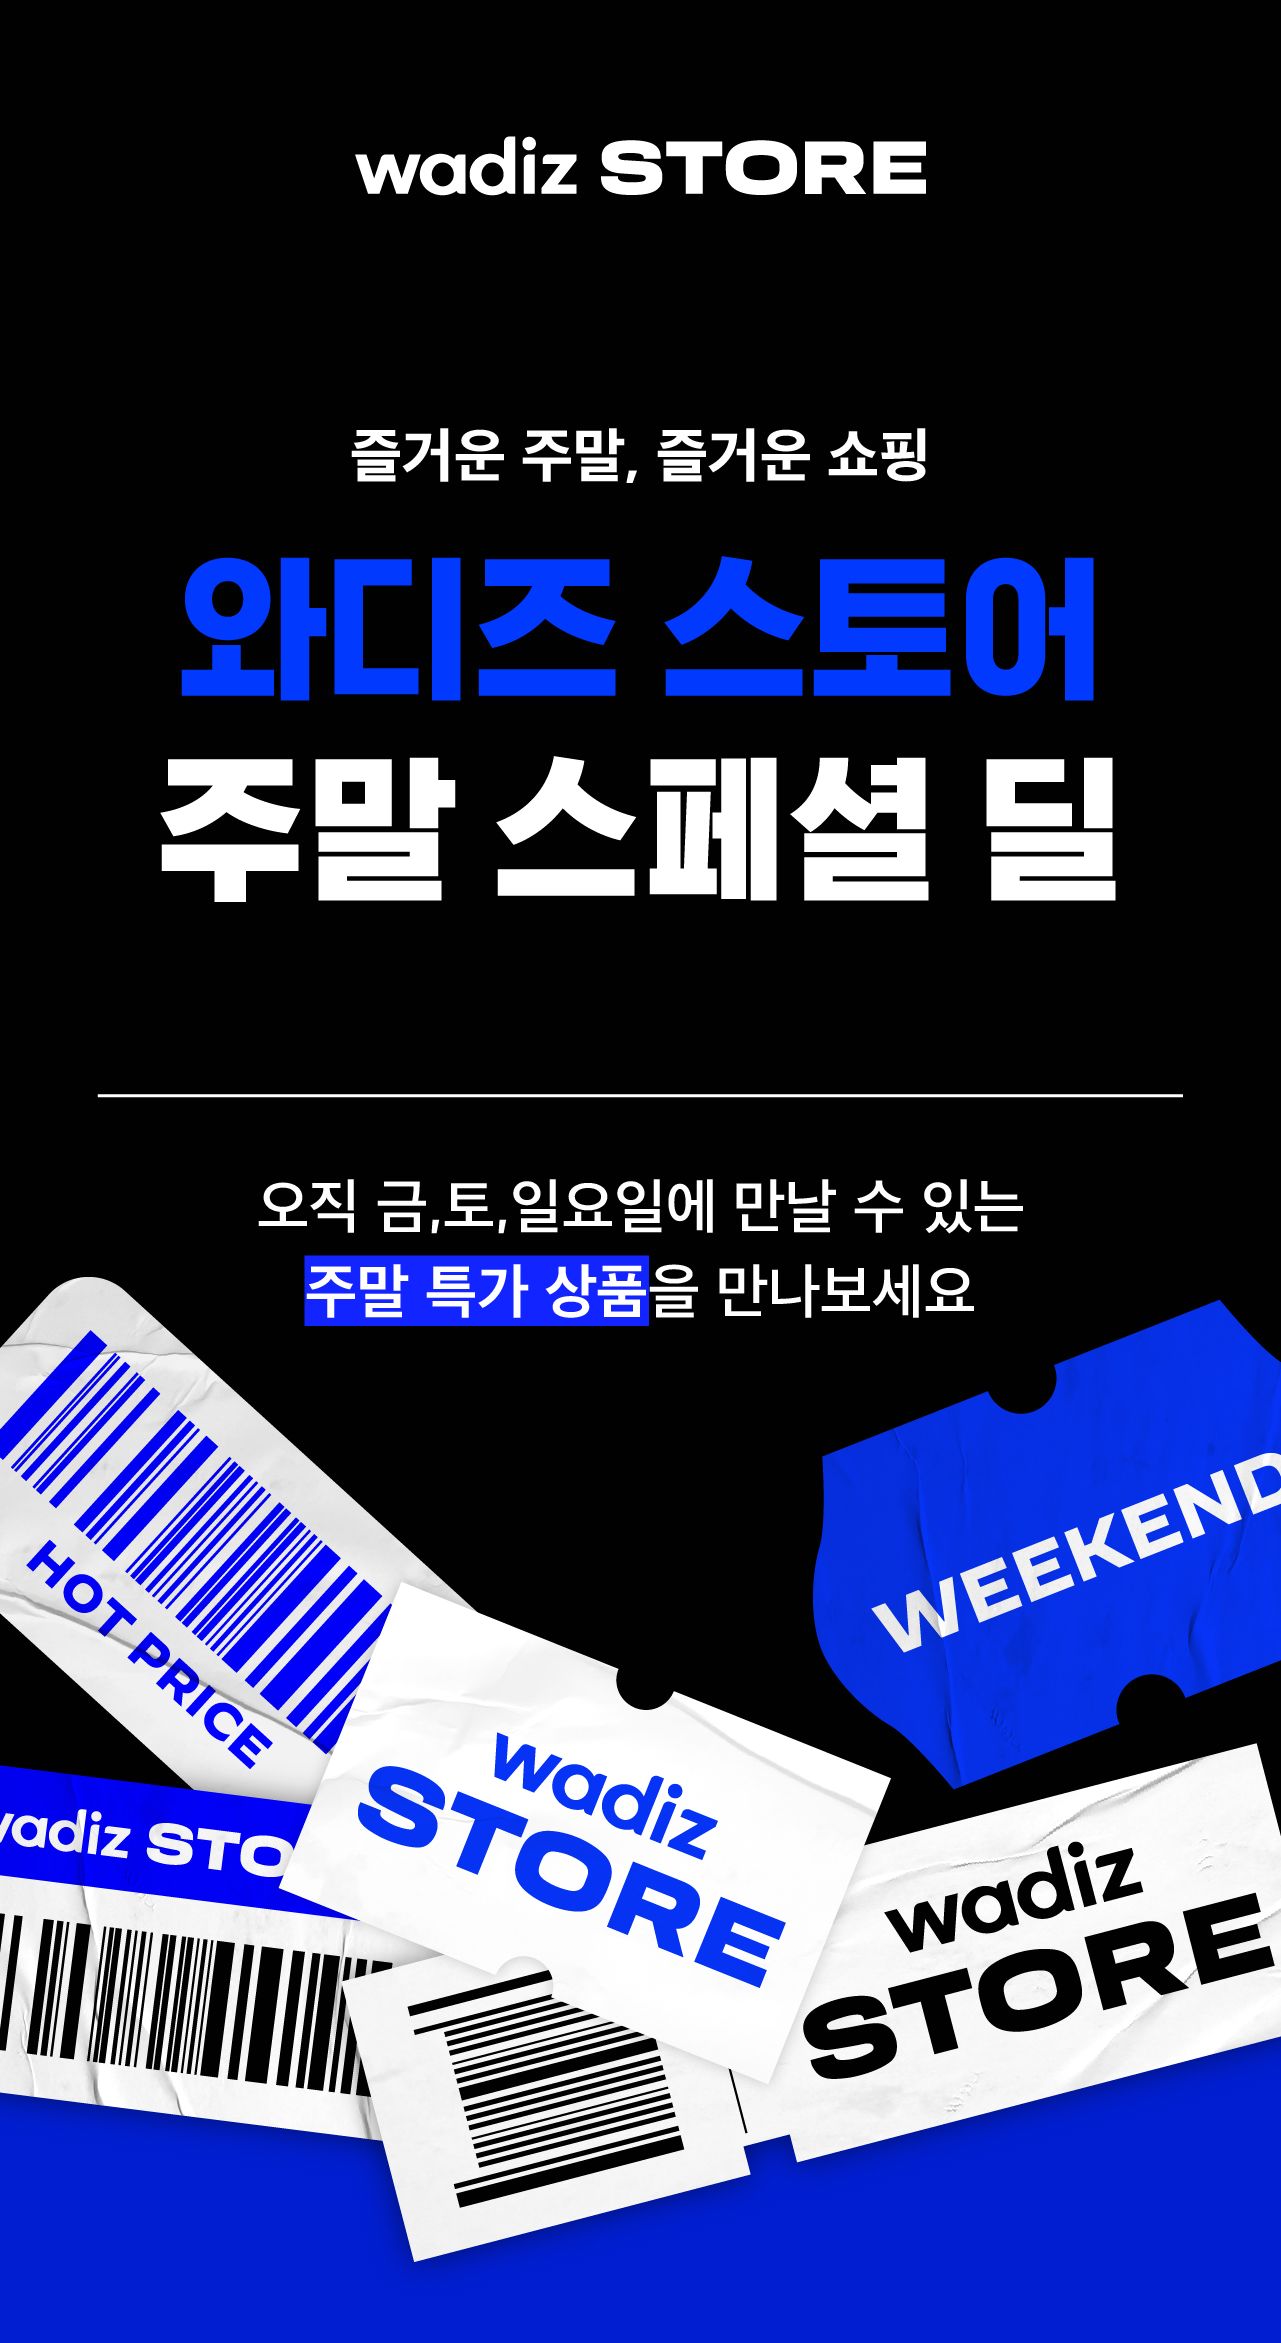 wadiz STORE
즐거운 주말, 즐거운 쇼핑
와디즈 스토어
주말 스페셜 딜
오직 금,토,일요일에 만날 수 있는
주말 특가 상품을 만나보세요
WEEKEND
HOT PRICE
wadiz
STORE
wadiz STO
wadiz
STORE